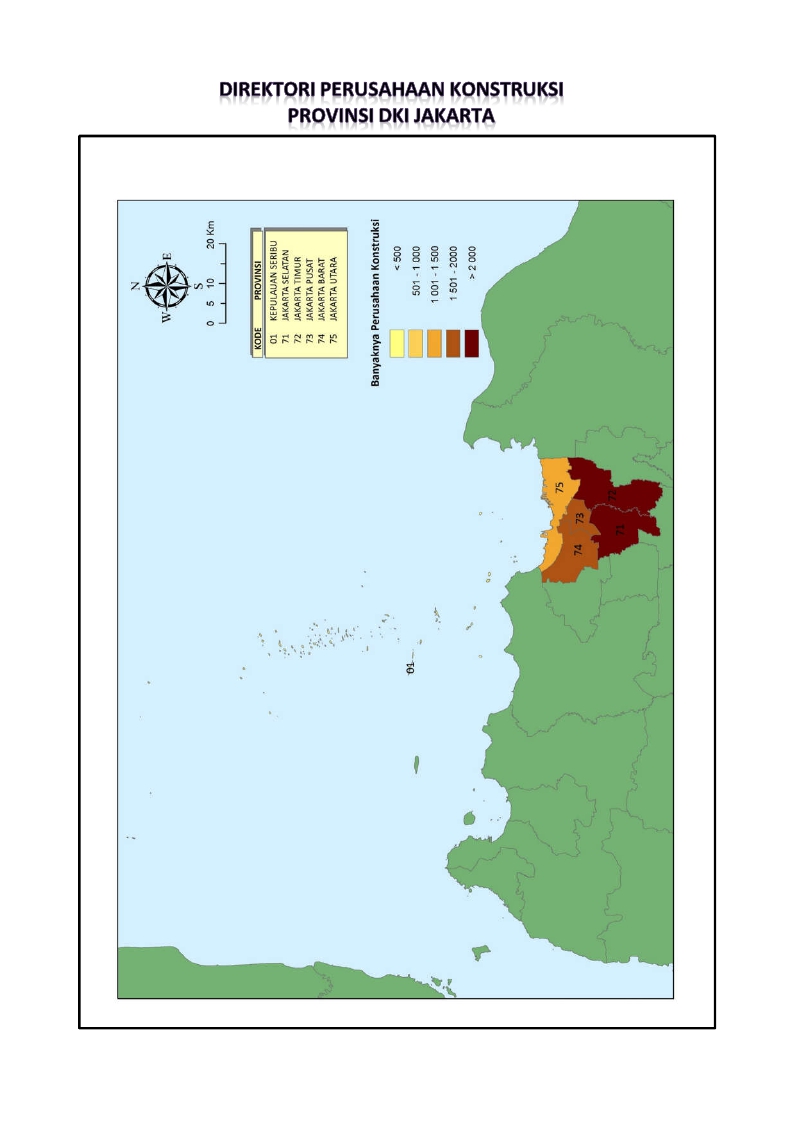 DIREKTORI PERUSAHAAN KONSTRUKSI
PROVINSI DKI JAKARTA
N
W E
S
0 5 10 20 Km
KODE PROVINSI
01 KEPULAUAN SERIBU
71 JAKARTA SELATAN
72 JAKARTA TIMUR
73 JAKARTA PUSAT
74 JAKARTA BARAT
75 JAKARTA UTARA
Banyaknya Perusahaan Konstruksi
< 500
501 - 1 000
1 001 - 1 500
1 501 - 2000
> 2 000
01
75
73
74
72
71